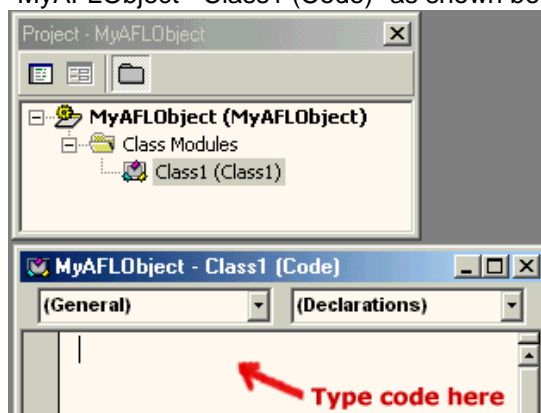 "MyAFLObject - Class1 (Code)" as shown be
Project - MyAFLObject
MyAFLObject (MyAFLObject)
Class Modules
Class1 (Class1)
MyAFLObject - Class1 (Code)
(General) (Declarations)
Type code here